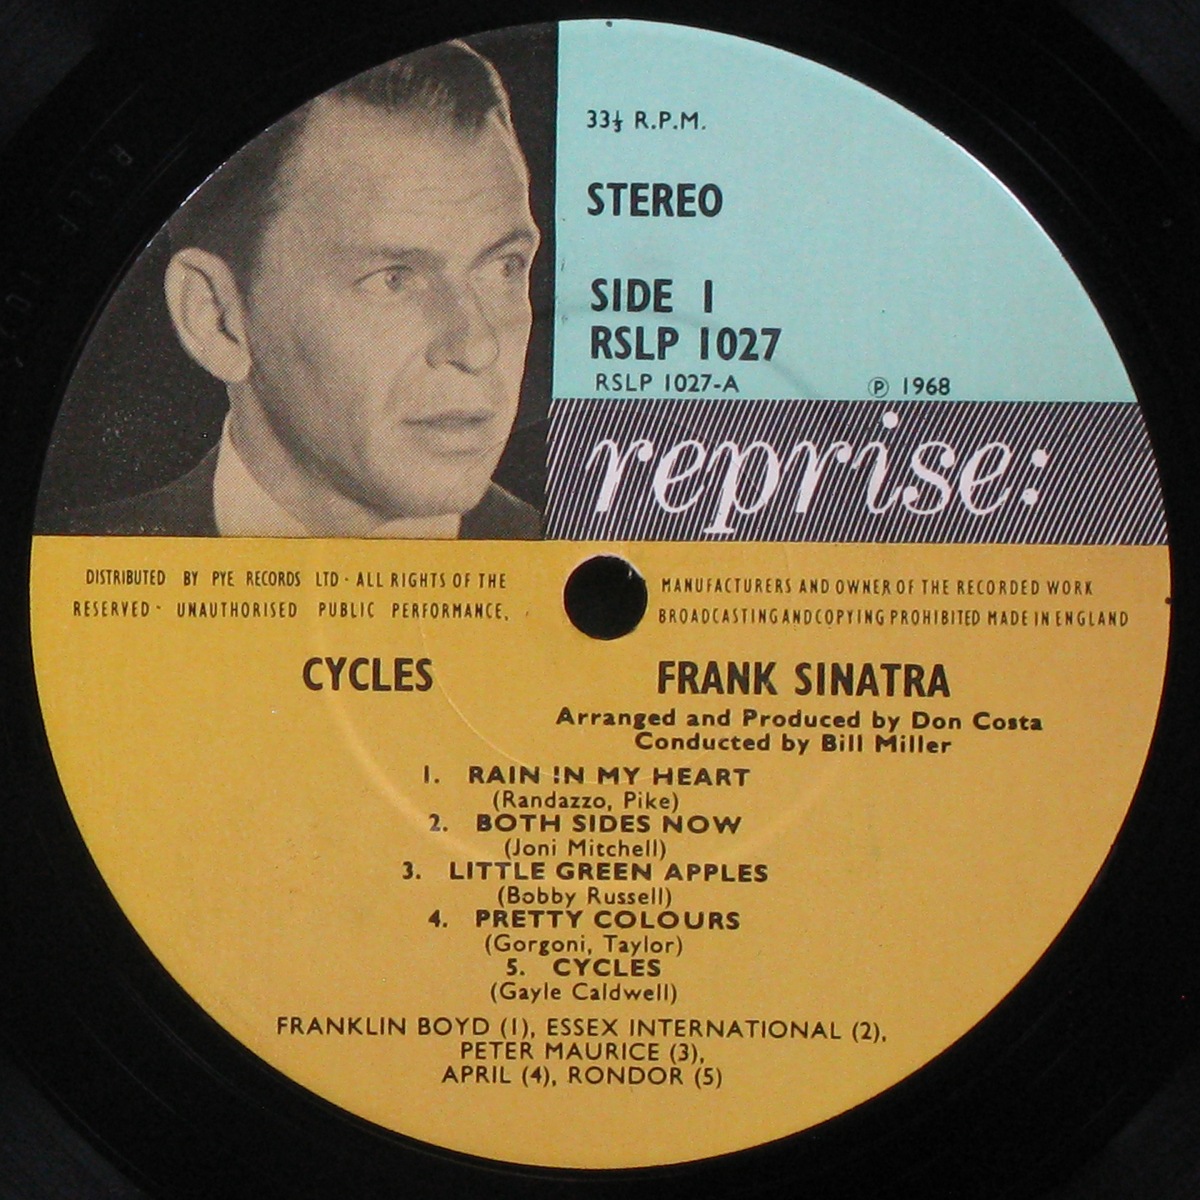 33⅓ R.P.M.
STEREO
SIDE 1
RSLP 1027
RSLP 1027-A ℗ 1968
reprise:
DISTRIBUTED BY PYE RECORDS LTD · ALL RIGHTS OF THE MANUFACTURERS AND OWNER OF THE RECORDED WORK
RESERVED · UNAUTHORISED PUBLIC PERFORMANCE, BROADCASTING AND COPYING PROHIBITED MADE IN ENGLAND
CYCLES FRANK SINATRA
Arranged and Produced by Don Costa
Conducted by Bill Miller
1. RAIN IN MY HEART
(Randazzo, Pike)
2. BOTH SIDES NOW
(Joni Mitchell)
3. LITTLE GREEN APPLES
(Bobby Russell)
4. PRETTY COLOURS
(Gorgoni, Taylor)
5. CYCLES
(Gayle Caldwell)
FRANKLIN BOYD (1), ESSEX INTERNATIONAL (2),
PETER MAURICE (3),
APRIL (4), RONDOR (5)